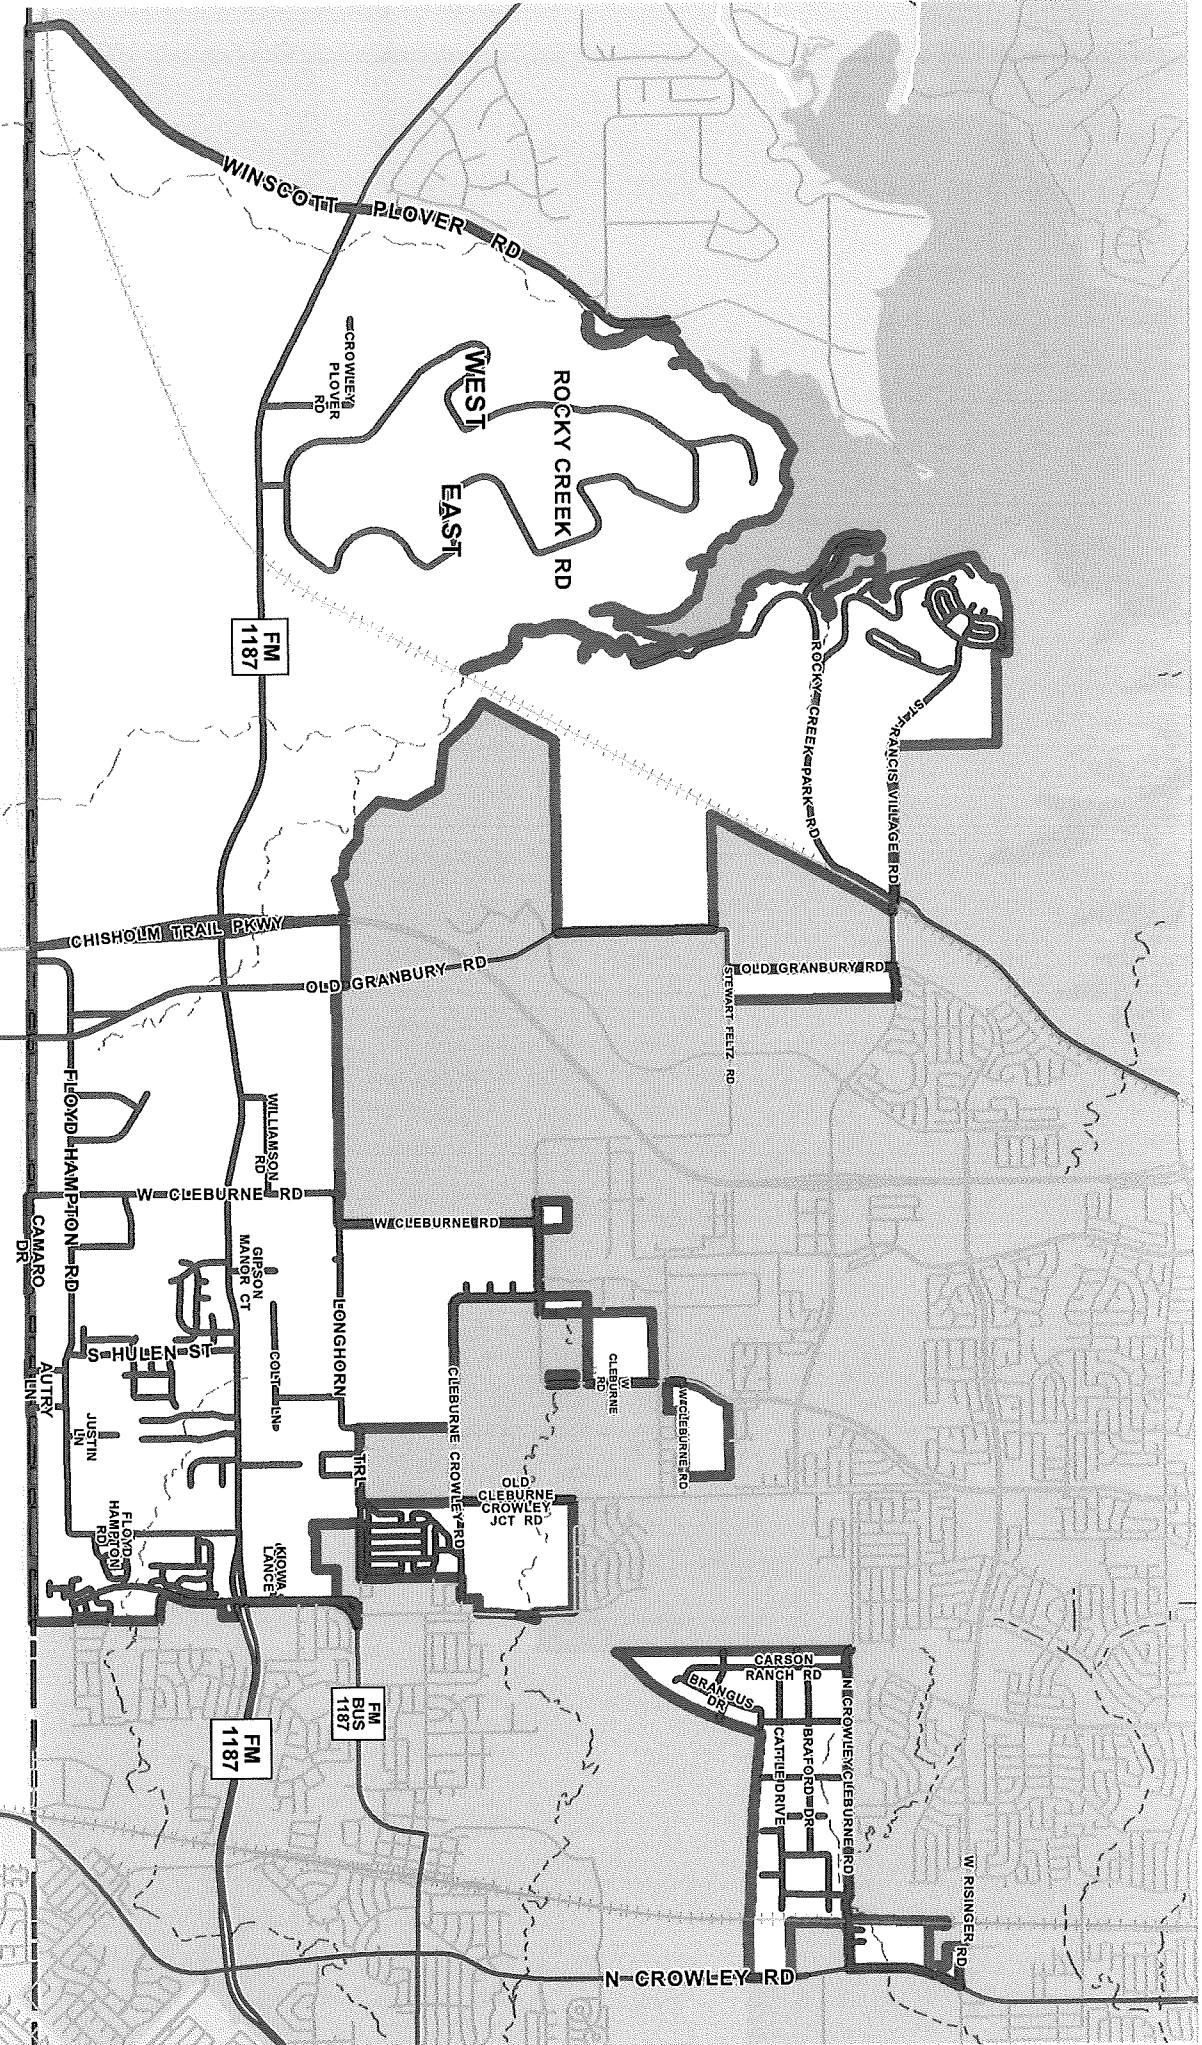 WINSCOTT PLOVER RD
CROWLEY
PLOVER
RD
WEST
ROCKY CREEK RD
EAST
FM
1187
ROCKY CREEK PARK RD
ST FRANCIS VILLAGE RD
CHISHOLM TRAIL PKWY
OLD GRANBURY RD
OLD GRANBURY RD
STEWART FELTZ RD
FLOYD HAMPTON RD
WILLIAMSON
RD
W CLEBURNE RD
W CLEBURNE RD
CAMARO
DR
GIPSON
MANOR CT
LONGHORN
TRL
S HULEN ST
COLT LN
AUTRY
LN
JUSTIN
LN
CLEBURNE CROWLEY RD
W
CLEBURNE
RD
W CLEBURNE RD
OLD
CLEBURNE
CROWLEY
JCT RD
FLOYD
HAMPTON
RD
KIOWA
LANCE
FM
BUS
1187
FM
1187
CARSON
RANCH RD
BRANGUS
DR
N CROWLEY CLEBURNE RD
BRAFORD DR
CATTLE DRIVE
W RISINGER RD
N CROWLEY RD